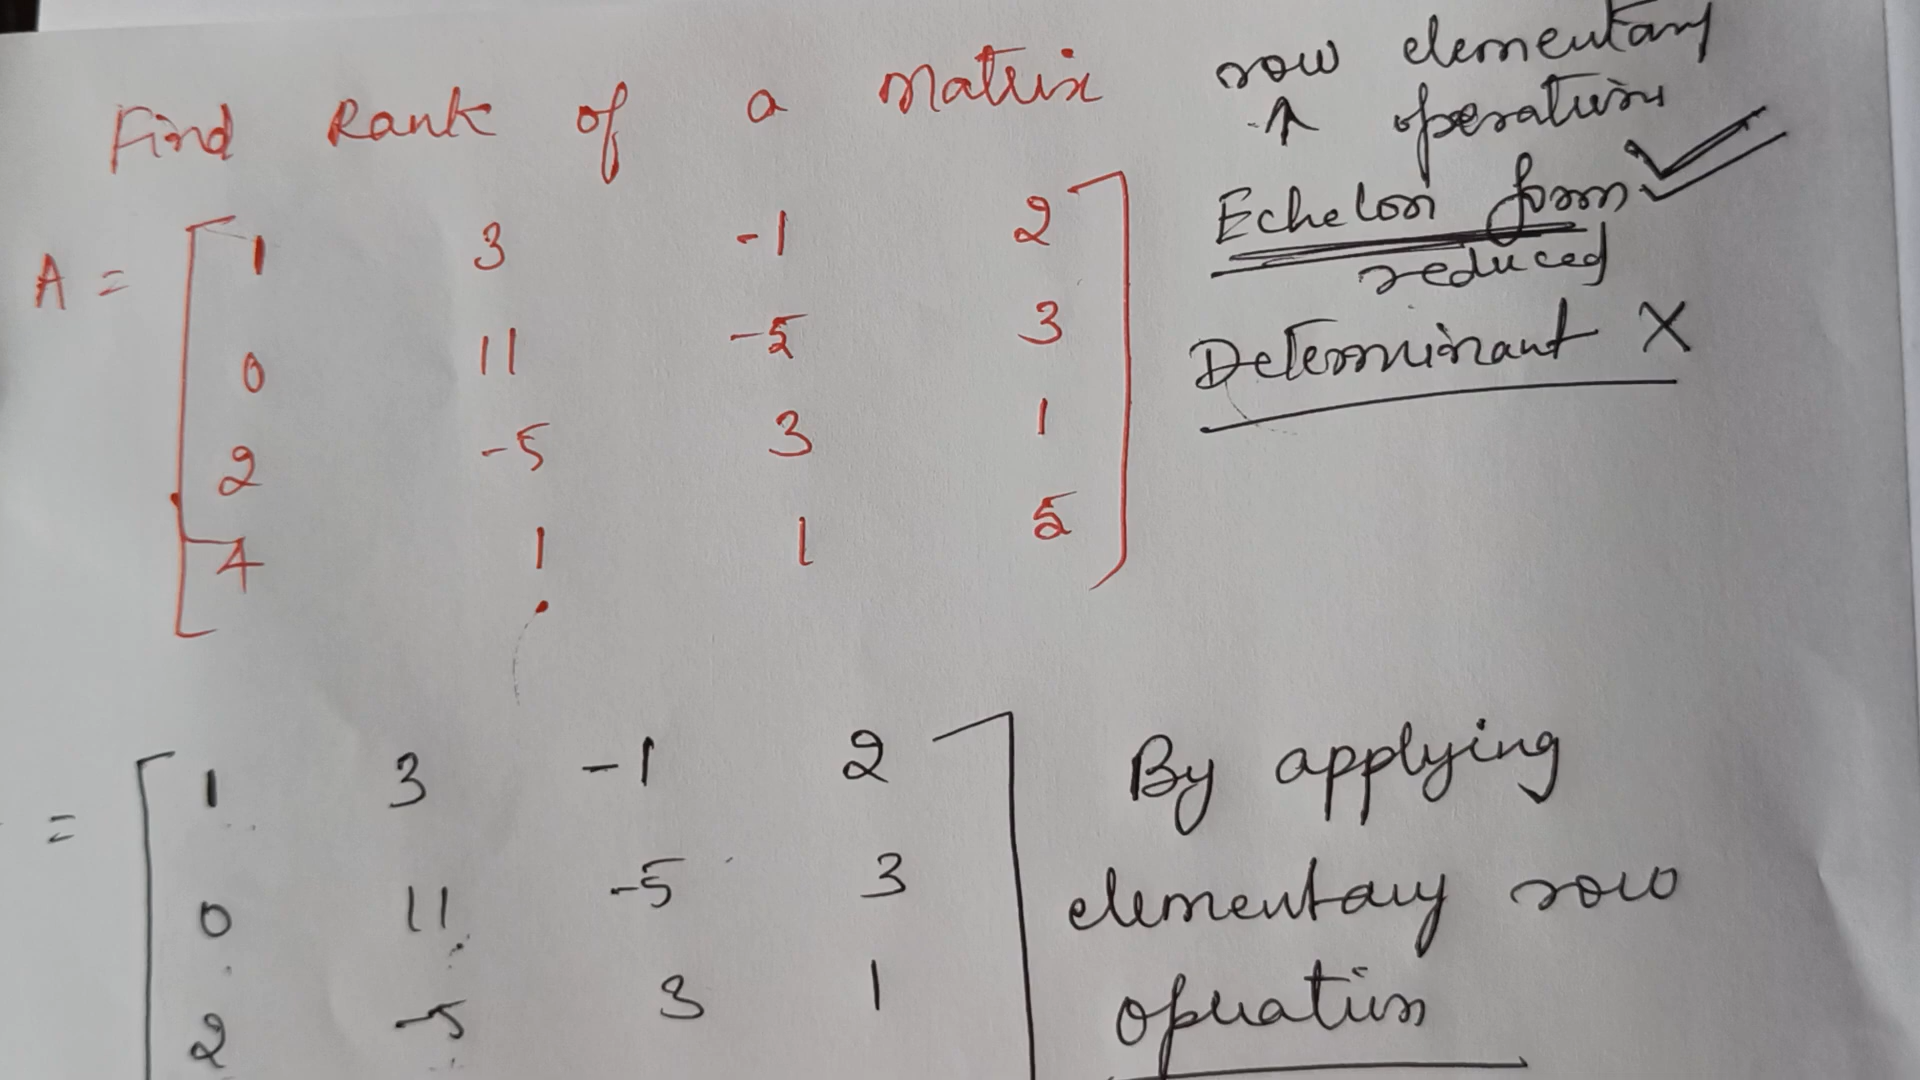 Find Rank of a Matrix
row elementary
↑ operations
Echelon form ✓
reduced
Determinant X
A = [ 1 3 -1 2 ]
0 11 -5 3
2 -5 3 1
4 1 1 5
= [ 1 3 -1 2 ]
0 11 -5 3
2 -5 3 1
By applying
elementary row
operation